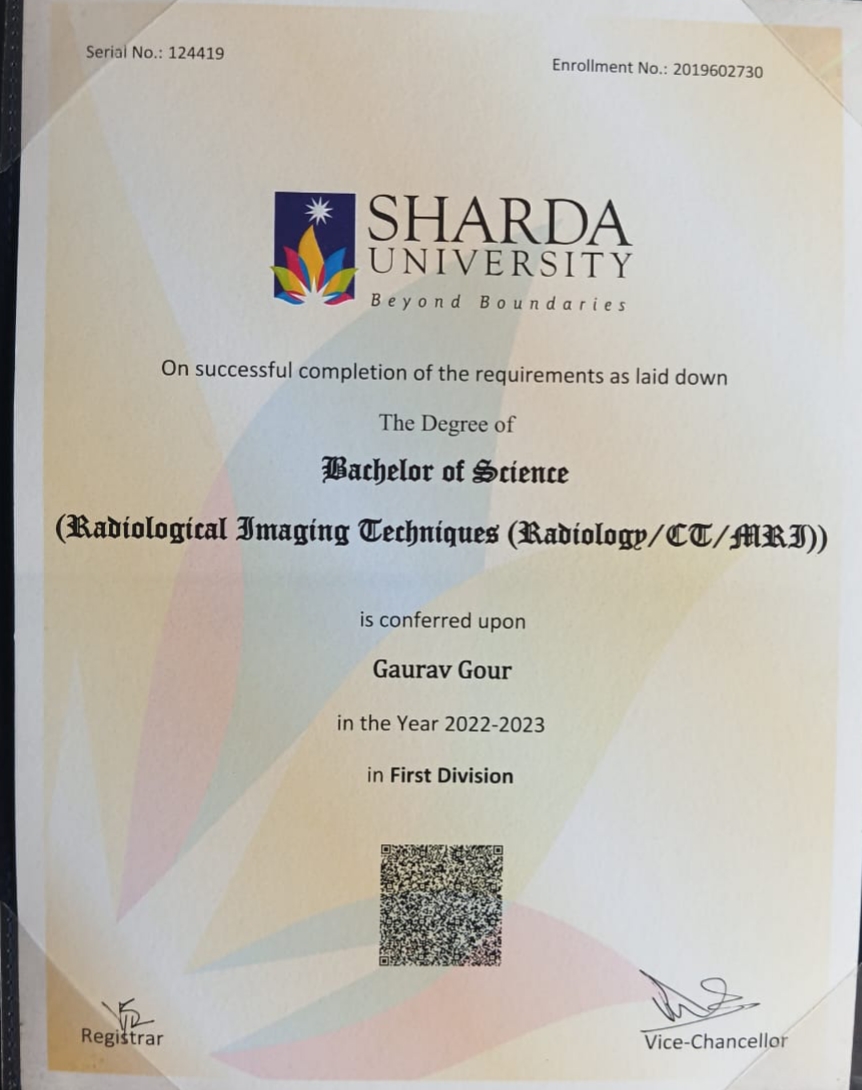 Serial No.: 124419
Enrollment No.: 2019602730
SHARDA
UNIVERSITY
Beyond Boundaries
On successful completion of the requirements as laid down
The Degree of
Bachelor of Science
(Radiological Imaging Techniques (Radiology/CT/MRI))
is conferred upon
Gaurav Gour
in the Year 2022-2023
in First Division
Registrar
Vice-Chancellor